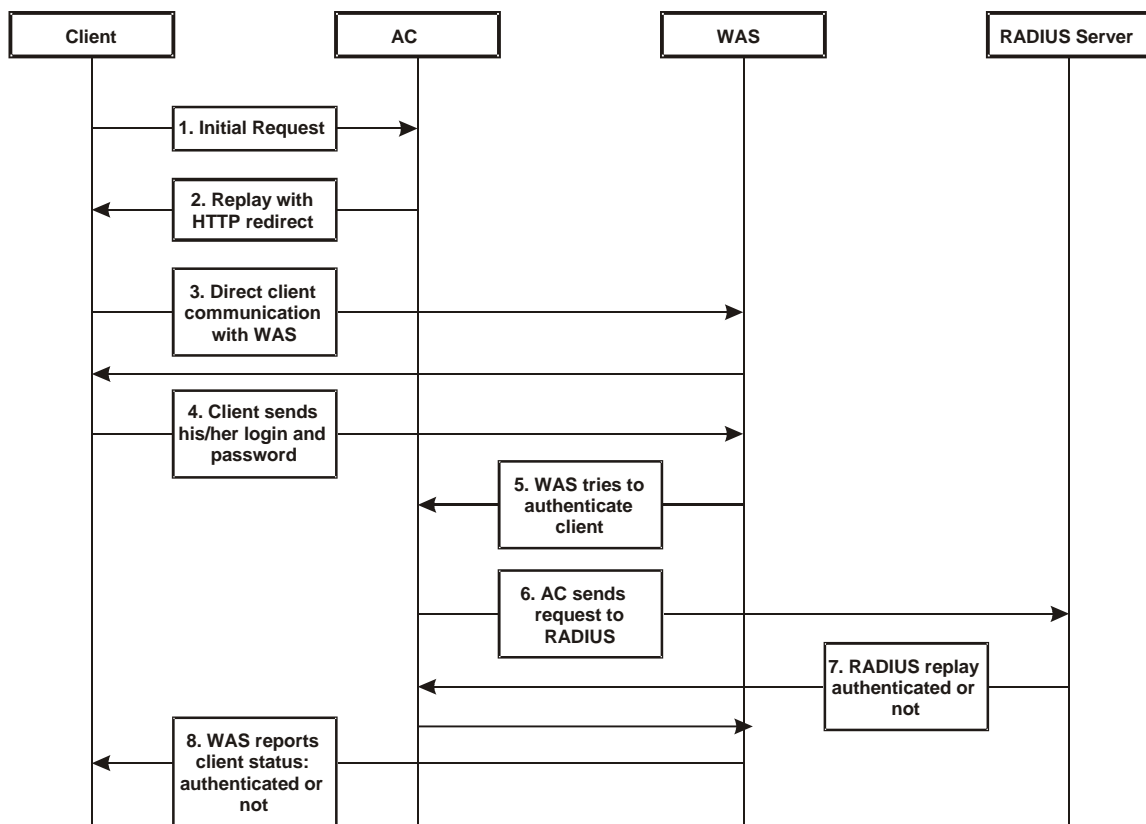 Client
AC
WAS
RADIUS Server
1. Initial Request
2. Replay with
HTTP redirect
3. Direct client
communication
with WAS
4. Client sends
his/her login and
password
5. WAS tries to
authenticate
client
6. AC sends
request to
RADIUS
7. RADIUS replay
authenticated or
not
8. WAS reports
client status:
authenticated or
not